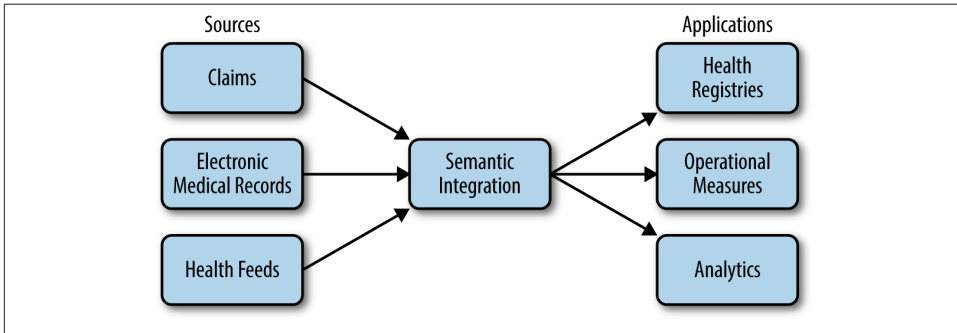 Sources
Applications
Claims
Health
Registries
Electronic
Medical Records
Semantic
Integration
Operational
Measures
Health Feeds
Analytics